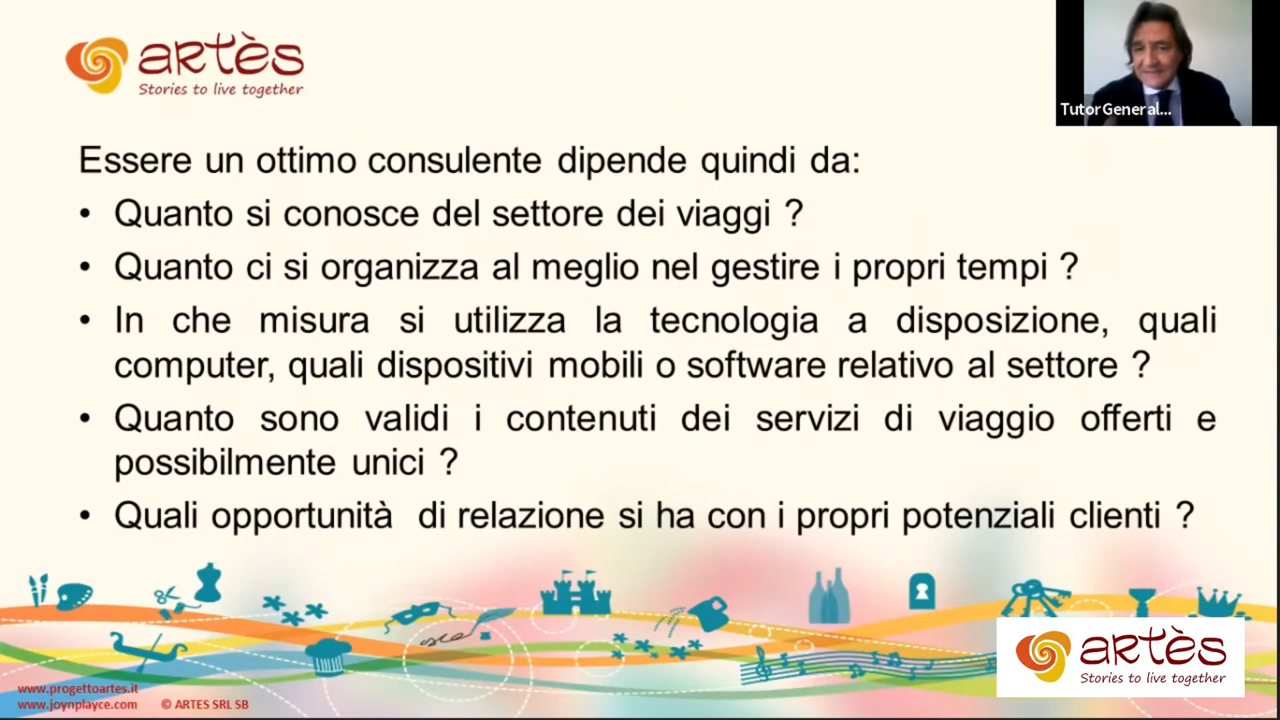 artès
Stories to live together
TutorGeneral...
Essere un ottimo consulente dipende quindi da:
• Quanto si conosce del settore dei viaggi ?
• Quanto ci si organizza al meglio nel gestire i propri tempi ?
• In che misura si utilizza la tecnologia a disposizione, quali
computer, quali dispositivi mobili o software relativo al settore ?
• Quanto sono validi i contenuti dei servizi di viaggio offerti e
possibilmente unici ?
• Quali opportunità di relazione si ha con i propri potenziali clienti ?
artès
Stories to live together
www.progettoartes.it
www.joynplayce.com © ARTES SRL SB